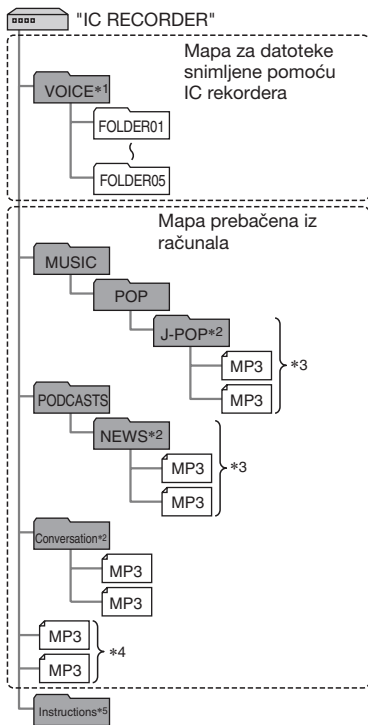 "IC RECORDER"
Mapa za datoteke
snimljene pomoću
IC rekordera
VOICE*1
FOLDER01
FOLDER05
Mapa prebačena iz
računala
MUSIC
POP
J-POP*2
MP3
*3
MP3
PODCASTS
NEWS*2
MP3
*3
MP3
Conversation*2
MP3
MP3
MP3
*4
MP3
Instructions*5